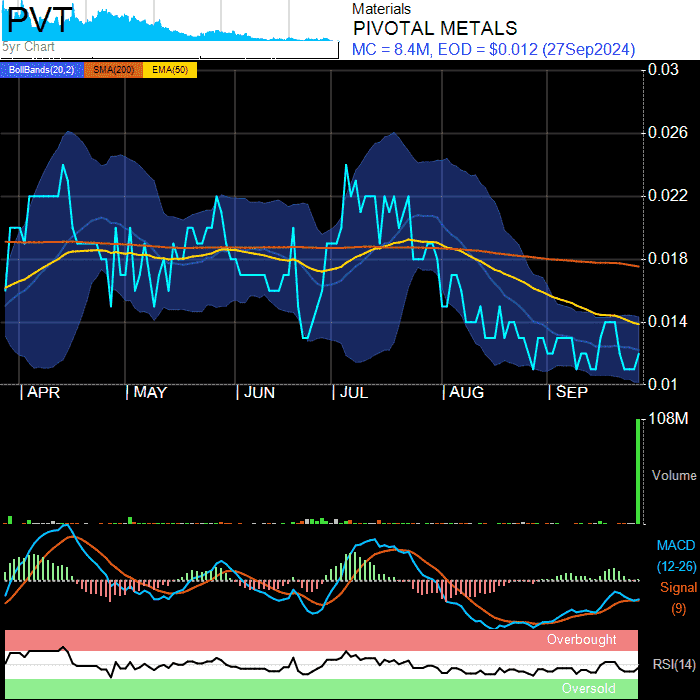 PVT
5yr Chart
Materials
PIVOTAL METALS
MC = 8.4M, EOD = $0.012 (27Sep2024)
BollBands(20,2) SMA(200) EMA(50)
0.03
0.026
0.022
0.018
0.014
0.01
APR MAY JUN JUL AUG SEP
108M
Volume
MACD
(12-26)
Signal
(9)
Overbought
RSI(14)
Oversold